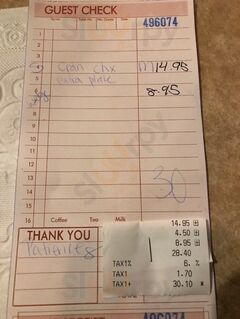 GUEST CHECK
496074
1
2
3
4 Cran chx 14.95
5 extra plate
6 8.95
8
9
10
11
12
13
14
15
16 Coffee Tea Milk
30
THANK YOU
14.95
4.50
8.95
28.40
TAX1% 6.%
TAX1 1.70
TAX1+ 30.10 *
496074